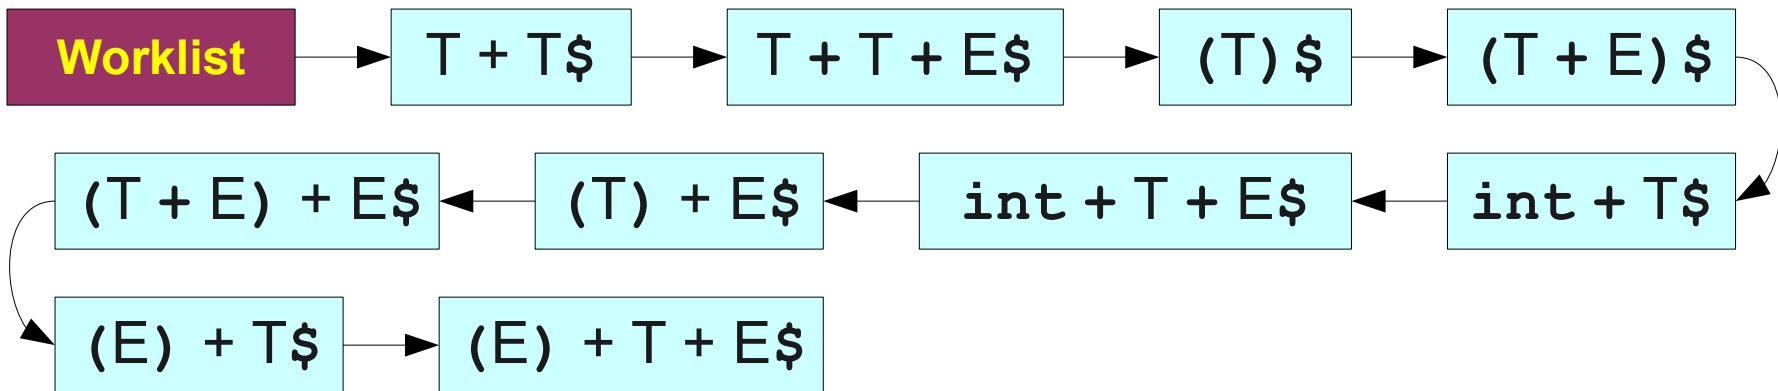 Worklist T + T$ T + T + E$ (T)$ (T + E)$
(T + E) + E$ (T) + E$ int + T + E$ int + T$
(E) + T$ (E) + T + E$